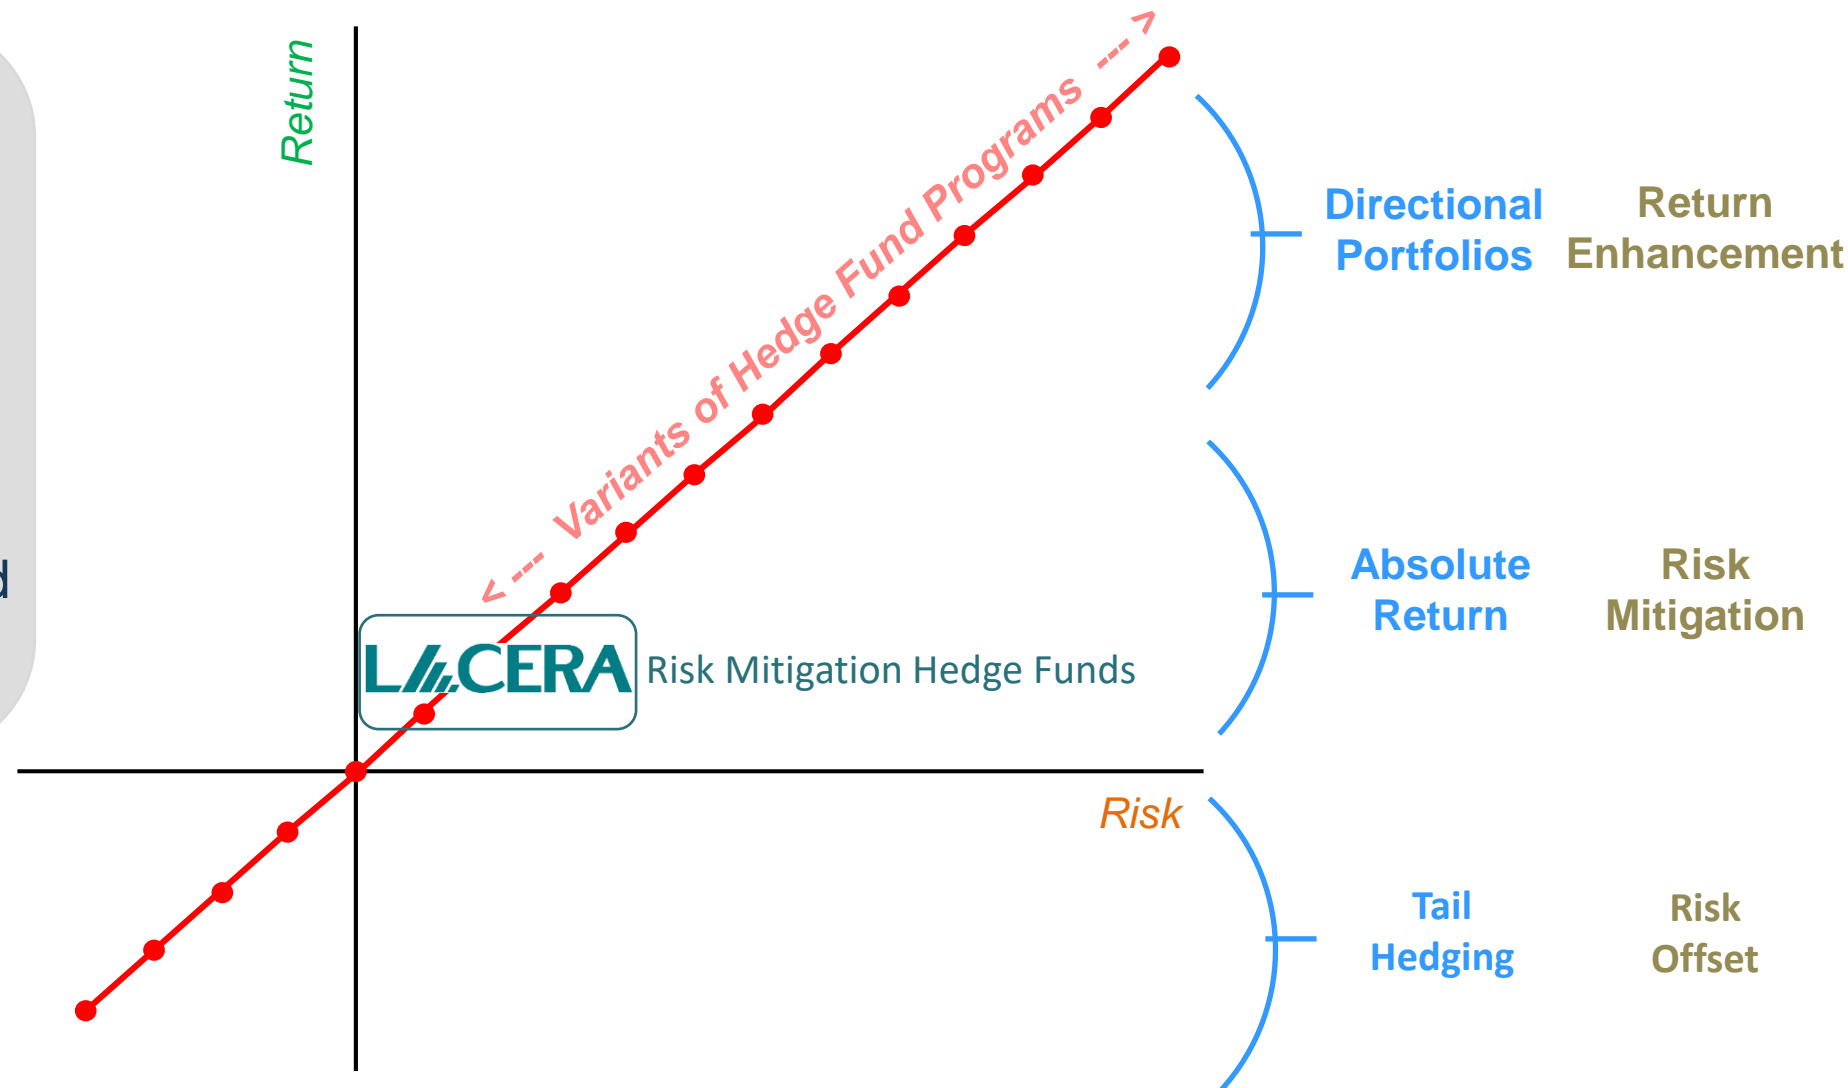 Return
Variants of Hedge Fund Programs
Directional
Portfolios
Return
Enhancement
Absolute
Return
Risk
Mitigation
LACERA
Risk Mitigation Hedge Funds
Risk
Tail
Hedging
Risk
Offset